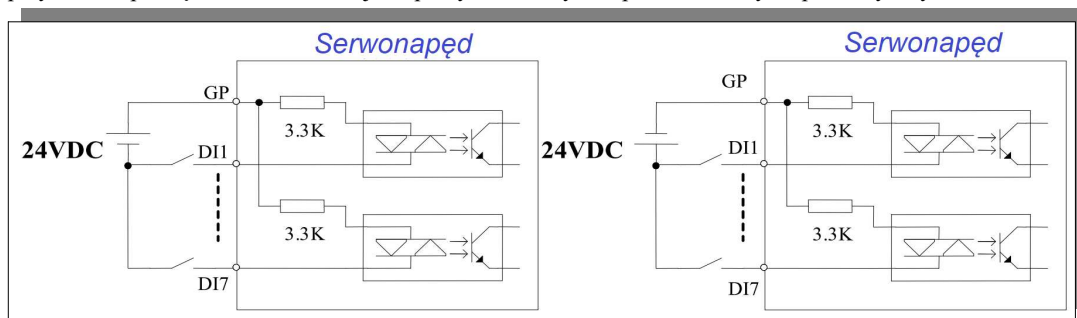 Serwonapęd
GP
3.3K
24VDC
DI1
3.3K
DI7
Serwonapęd
GP
3.3K
24VDC
DI1
3.3K
DI7